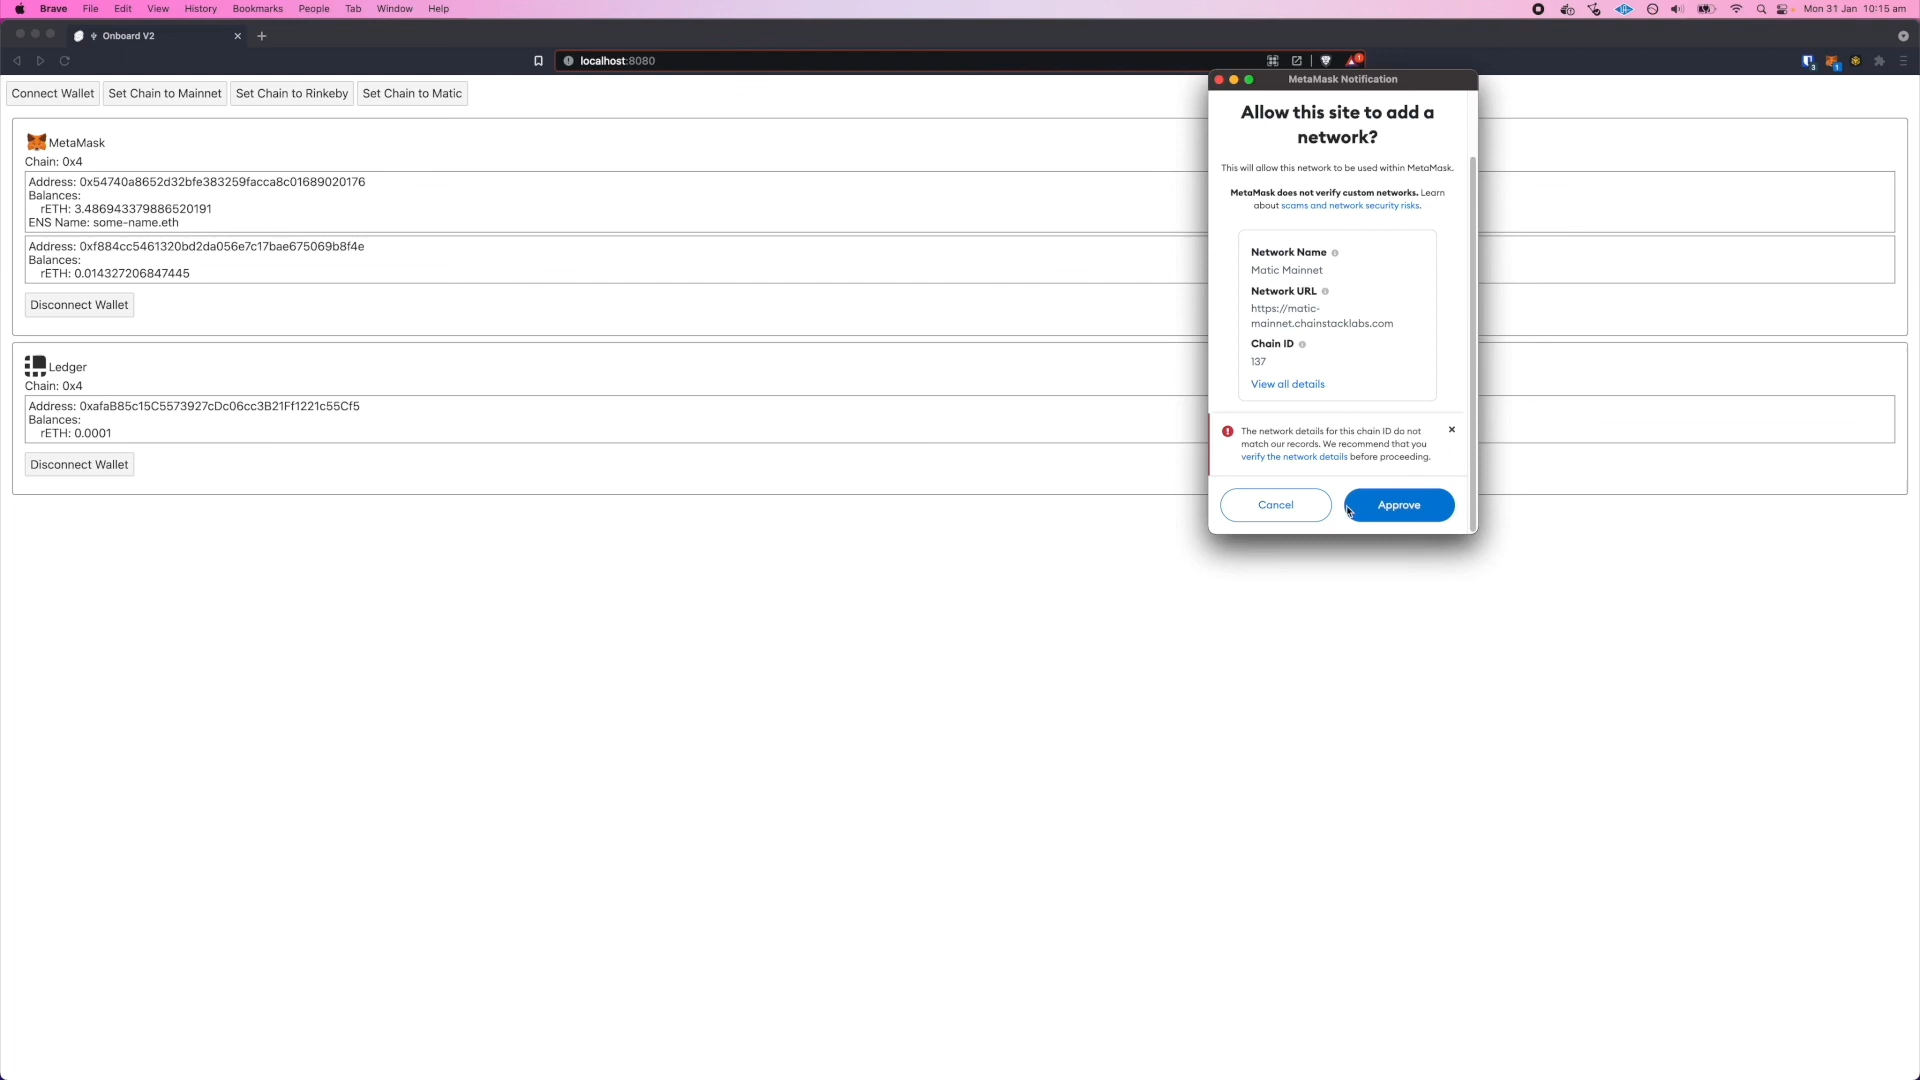 Brave File Edit View History Bookmarks People Tab Window Help Mon 31 Jan 10:15 am
Onboard V2
localhost:8080
Connect Wallet Set Chain to Mainnet Set Chain to Rinkeby Set Chain to Matic
MetaMask
Chain: 0x4
Address: 0x54740a8652d32bfe383259facca8c01689020176
Balances:
rETH: 3.486943379886520191
ENS Name: some-name.eth
Address: 0xf884cc5461320bd2da056e7c17bae675069b8f4e
Balances:
rETH: 0.014327206847445
Disconnect Wallet
Ledger
Chain: 0x4
Address: 0xafaB85c15C5573927cDc06cc3B21Ff1221c55Cf5
Balances:
rETH: 0.0001
Disconnect Wallet
MetaMask Notification
Allow this site to add a
network?
This will allow this network to be used within MetaMask.
MetaMask does not verify custom networks. Learn
about scams and network security risks.
Network Name
Matic Mainnet
Network URL
https://matic-
mainnet.chainstacklabs.com
Chain ID
137
View all details
The network details for this chain ID do not
match our records. We recommend that you
verify the network details before proceeding.
Cancel Approve